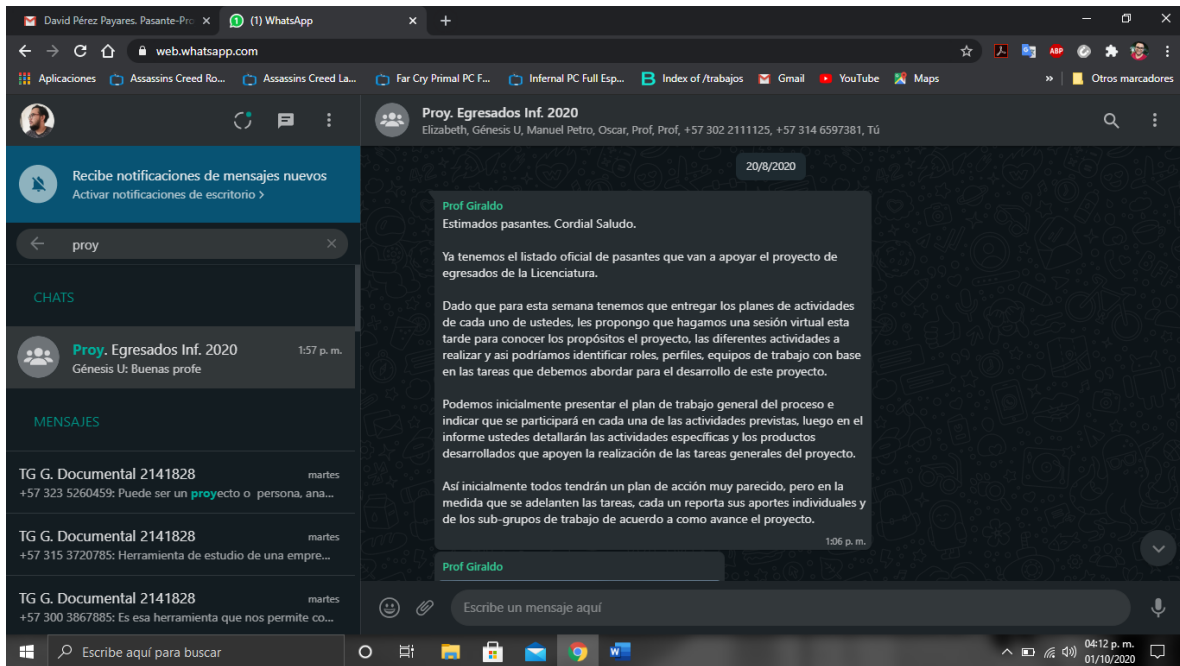 David Pérez Payares. Pasante-Pro
(1) WhatsApp
web.whatsapp.com
Aplicaciones
Assassins Creed Ro...
Assassins Creed La...
Far Cry Primal PC F...
Infernal PC Full Esp...
Index of /trabajos
Gmail
YouTube
Maps
»
Otros marcadores
Recibe notificaciones de mensajes nuevos
Activar notificaciones de escritorio >
proy
CHATS
Proy. Egresados Inf. 2020
1:57 p. m.
Génesis U: Buenas profe
MENSAJES
TG G. Documental 2141828
martes
+57 323 5260459: Puede ser un proyecto o persona, ana...
TG G. Documental 2141828
martes
+57 315 3720785: Herramienta de estudio de una empre...
TG G. Documental 2141828
martes
+57 300 3867885: Es esa herramienta que nos permite co...
Proy. Egresados Inf. 2020
Elizabeth, Génesis U, Manuel Petro, Oscar, Prof, Prof, +57 302 2111125, +57 314 6597381, Tú
20/8/2020
Prof Giraldo
Estimados pasantes. Cordial Saludo.
Ya tenemos el listado oficial de pasantes que van a apoyar el proyecto de
egresados de la Licenciatura.
Dado que para esta semana tenemos que entregar los planes de actividades
de cada uno de ustedes, les propongo que hagamos una sesión virtual esta
tarde para conocer los propósitos el proyecto, las diferentes actividades a
realizar y asi podríamos identificar roles, perfiles, equipos de trabajo con base
en las tareas que debemos abordar para el desarrollo de este proyecto.
Podemos inicialmente presentar el plan de trabajo general del proceso e
indicar que se participará en cada una de las actividades previstas, luego en el
informe ustedes detallarán las actividades específicas y los productos
desarrollados que apoyen la realización de las tareas generales del proyecto.
Así inicialmente todos tendrán un plan de acción muy parecido, pero en la
medida que se adelanten las tareas, cada un reporta sus aportes individuales y
de los sub-grupos de trabajo de acuerdo a como avance el proyecto.
1:06 p. m.
Prof Giraldo
Escribe un mensaje aquí
Escribe aquí para buscar
04:12 p. m.
01/10/2020